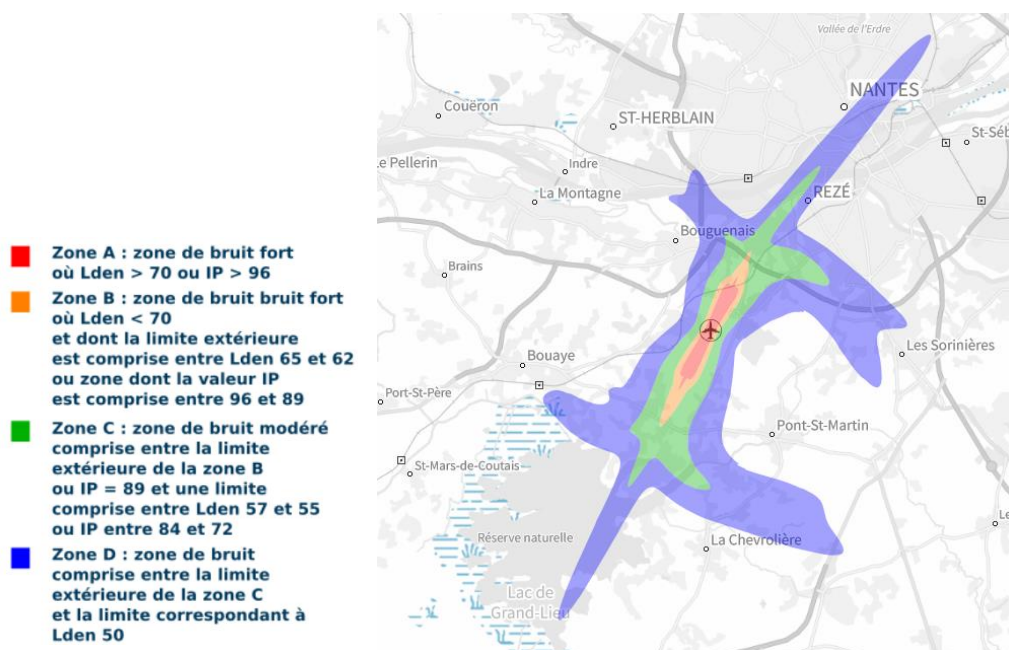 Zone A : zone de bruit fort
où Lden > 70 ou IP > 96
Zone B : zone de bruit bruit fort
où Lden < 70
et dont la limite extérieure
est comprise entre Lden 65 et 62
ou zone dont la valeur IP
est comprise entre 96 et 89
Zone C : zone de bruit modéré
comprise entre la limite
extérieure de la zone B
ou IP = 89 et une limite
comprise entre Lden 57 et 55
ou IP entre 84 et 72
Zone D : zone de bruit
comprise entre la limite
extérieure de la zone C
et la limite correspondant à
Lden 50
Vallée de l'Erdre
NANTES
Couëron
ST-HERBLAIN
St-Séb
Le Pellerin
Indre
La Montagne
REZÉ
Bouguenais
Brains
Les Sorinières
Bouaye
Port-St-Père
Pont-St-Martin
St-Mars-de-Coutais
Le
Réserve naturelle
La Chevrolière
Lac de
Grand-Lieu